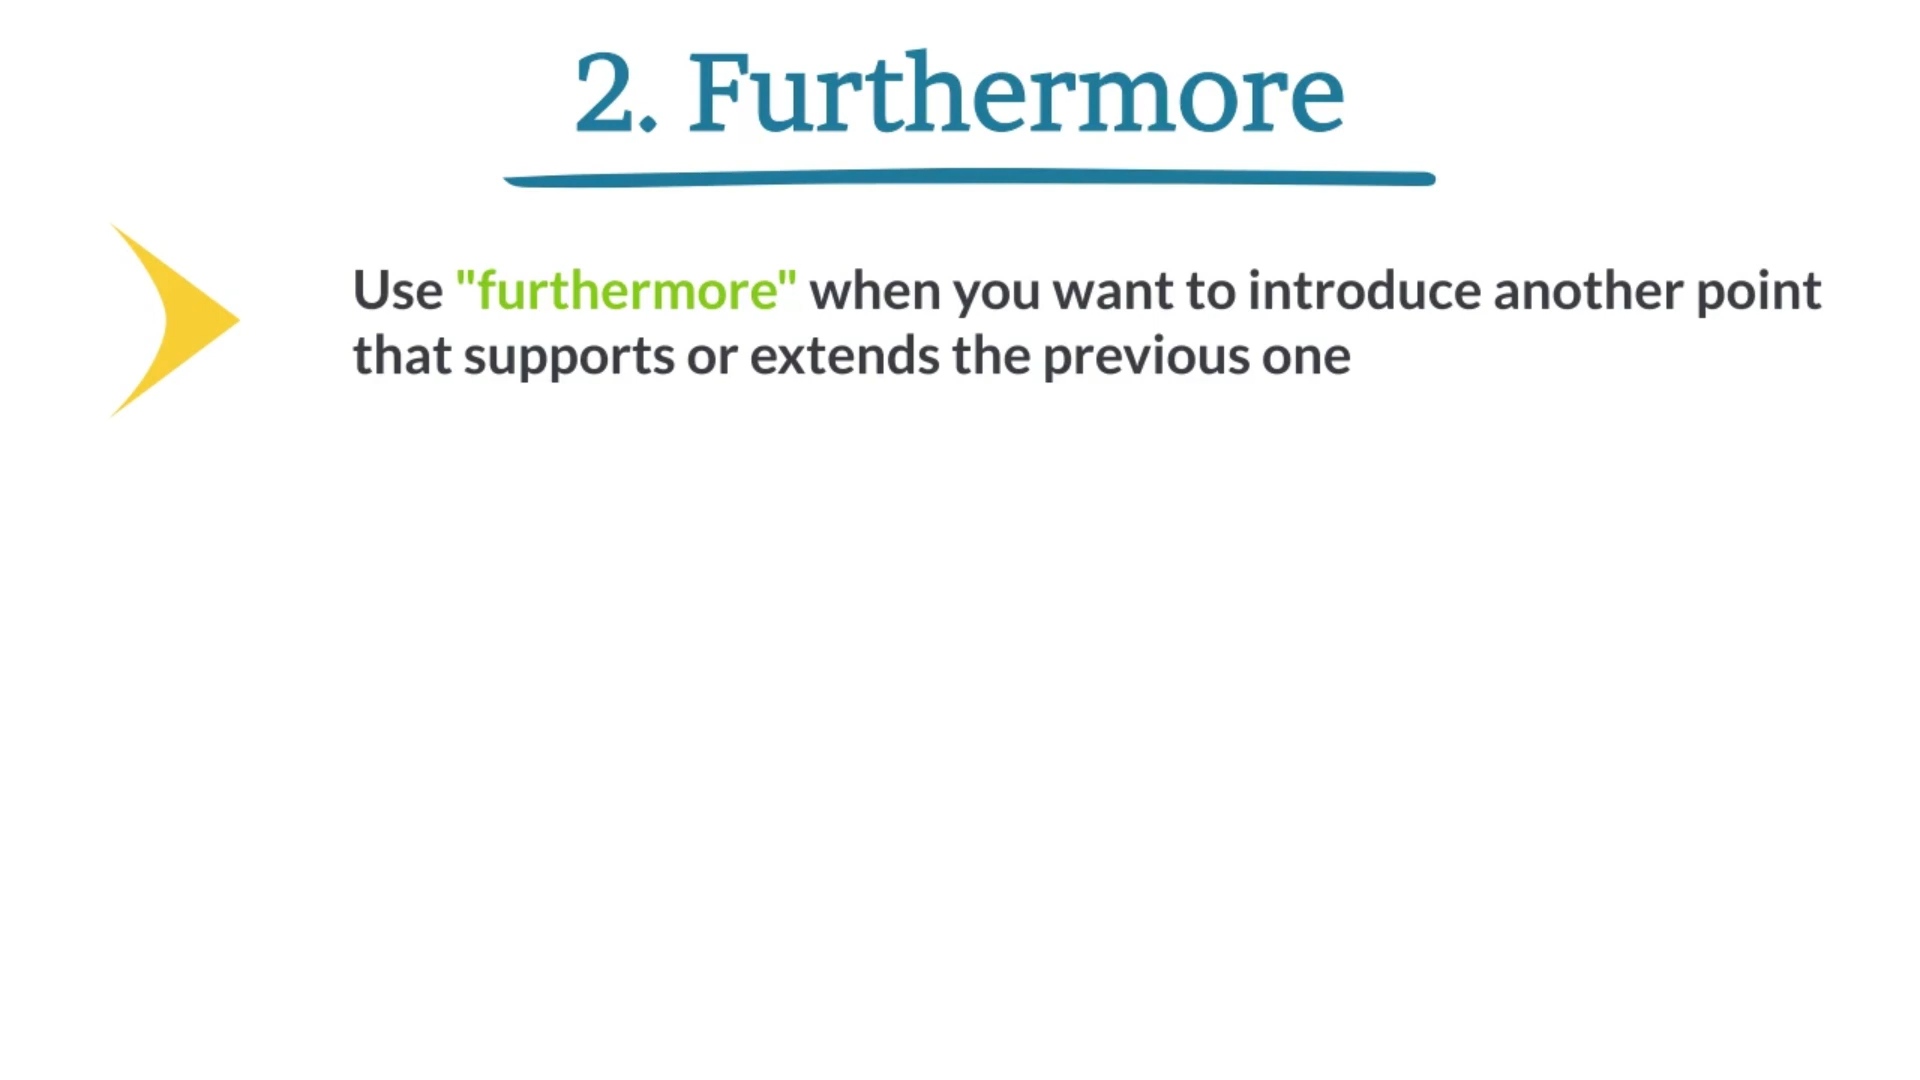 2. Furthermore
Use "furthermore" when you want to introduce another point
that supports or extends the previous one